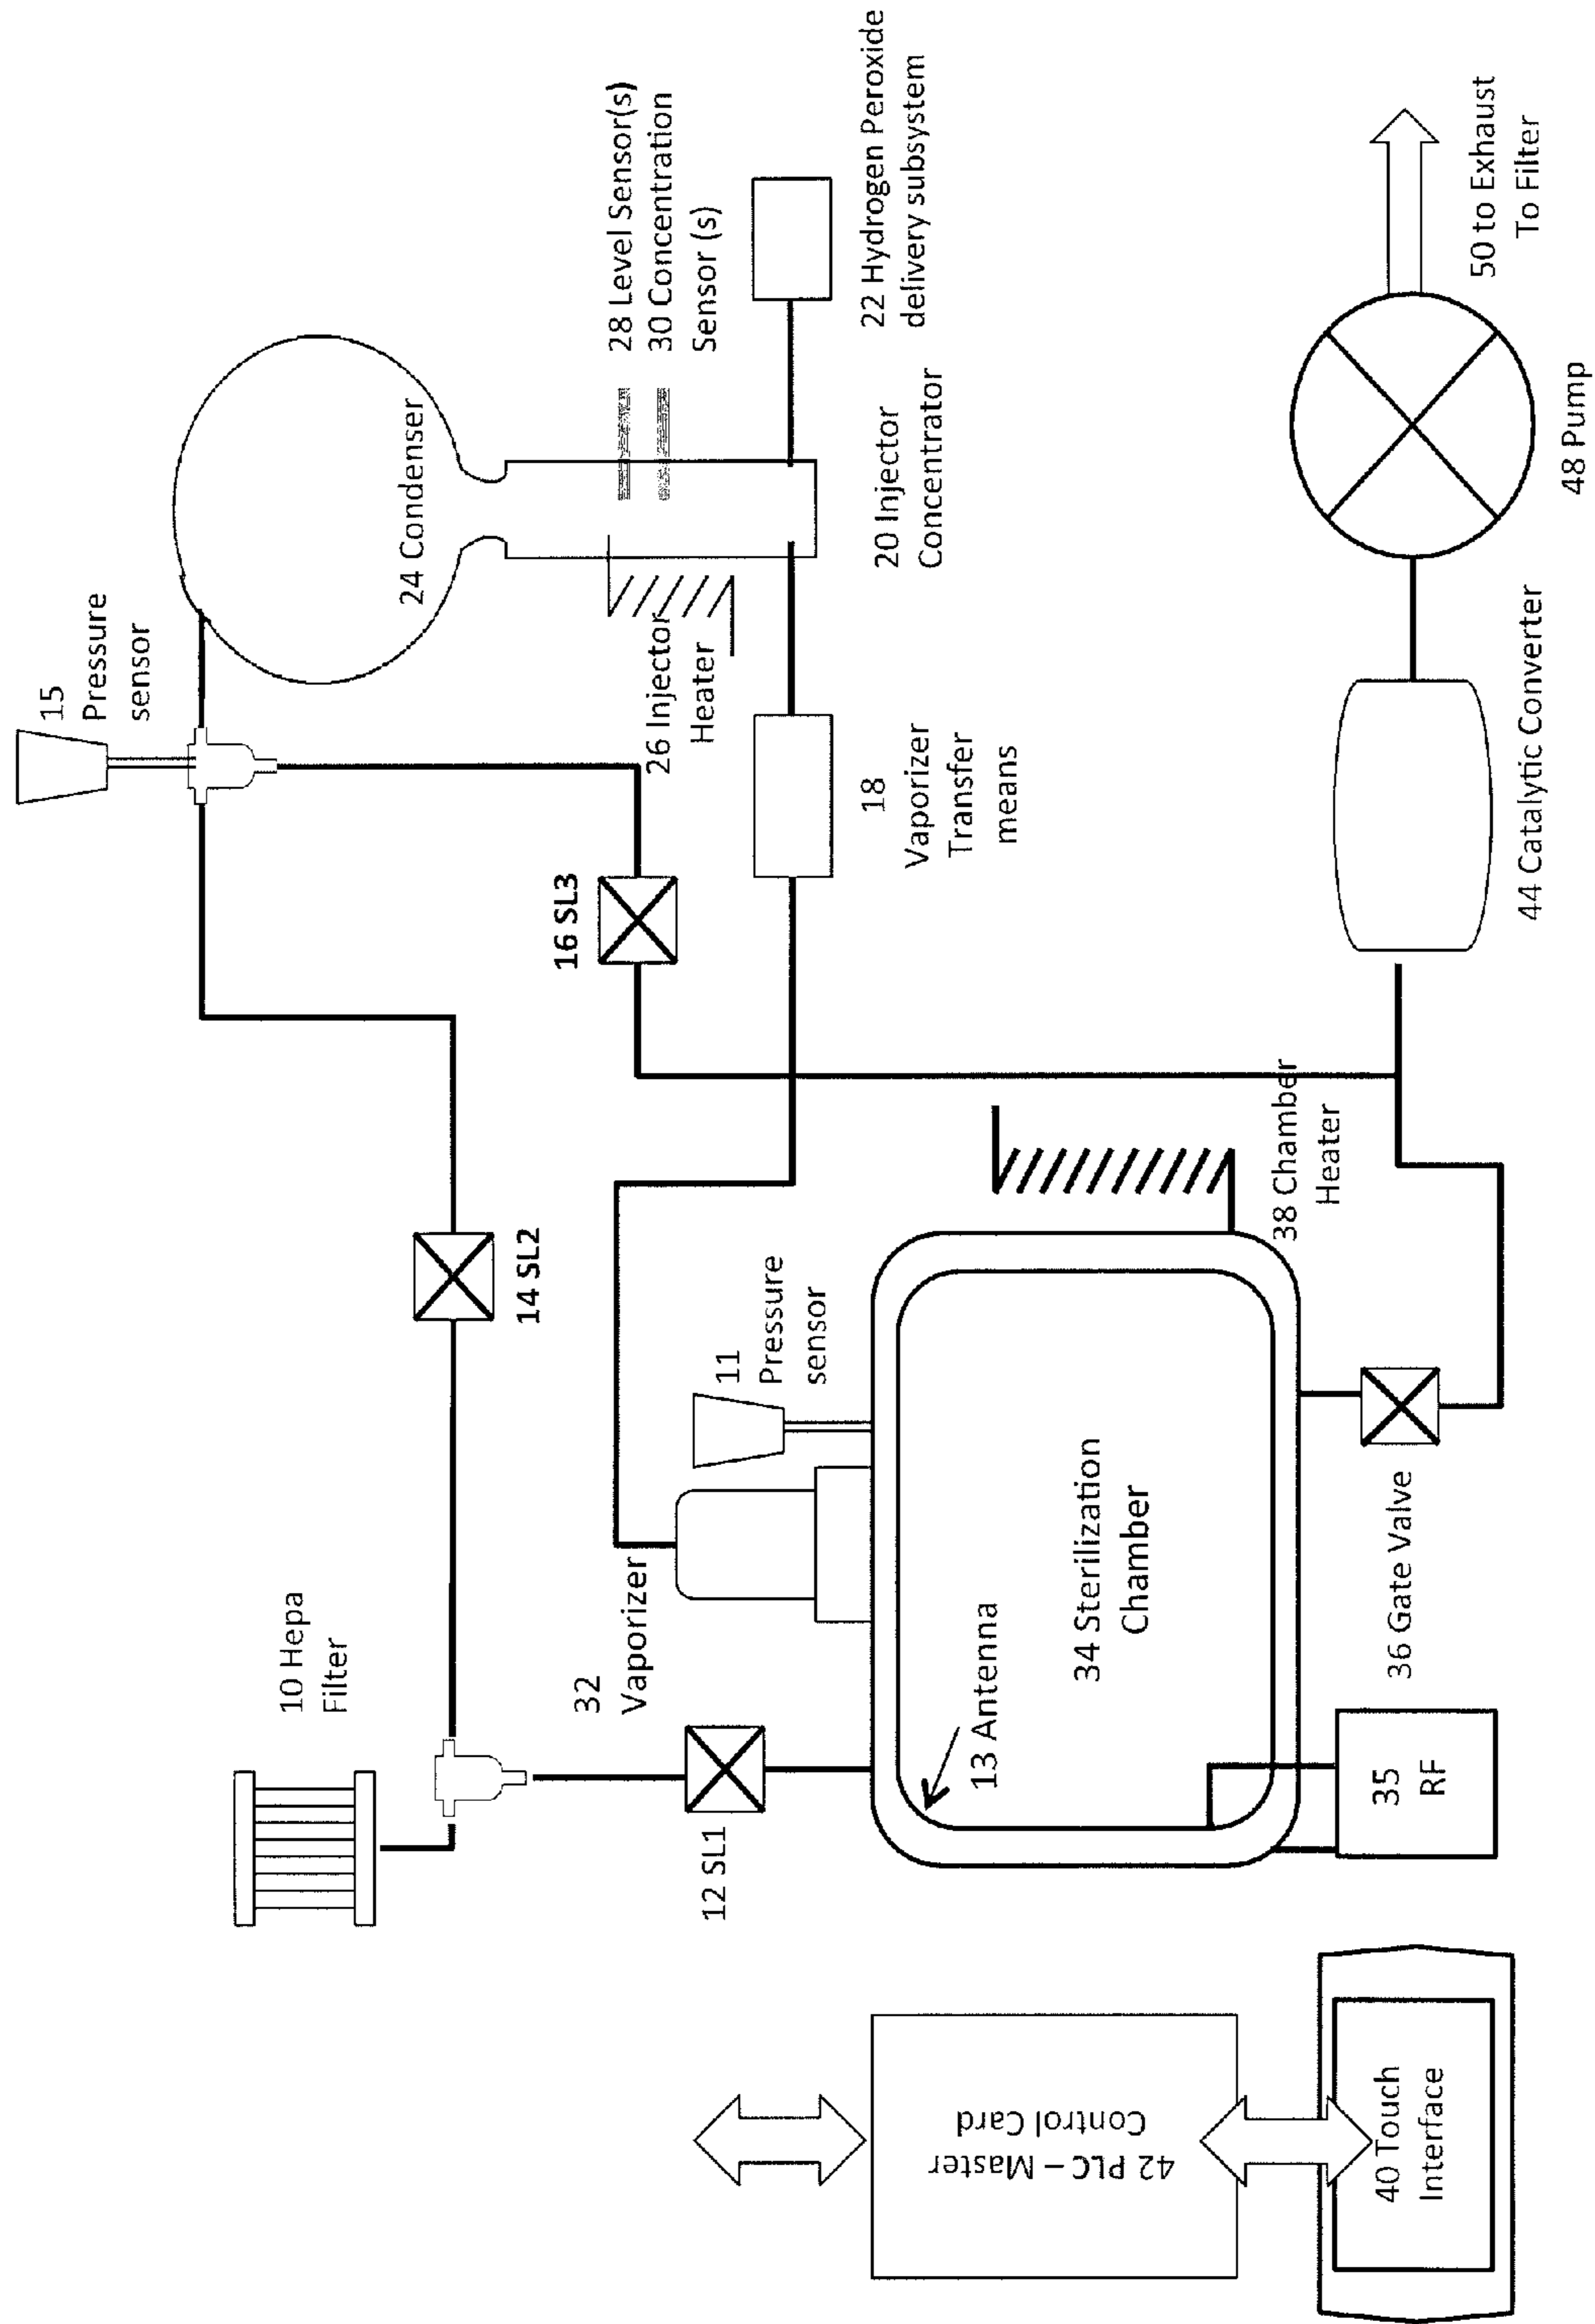 10 Hepa
Filter
15
Pressure
sensor
24 Condenser
14 SL2
16 SL3
26 Injector
Heater
28 Level Sensor(s)
30 Concentration
Sensor (s)
12 SL1
32
Vaporizer
11
Pressure
sensor
18
Vaporizer
Transfer
means
20 Injector
Concentrator
22 Hydrogen Peroxide
delivery subsystem
42 PLC – Master
Control Card
13 Antenna
34 Sterilization
Chamber
38 Chamber
Heater
40 Touch
Interface
35
RF
36 Gate Valve
44 Catalytic Converter
48 Pump
50 to Exhaust
To Filter